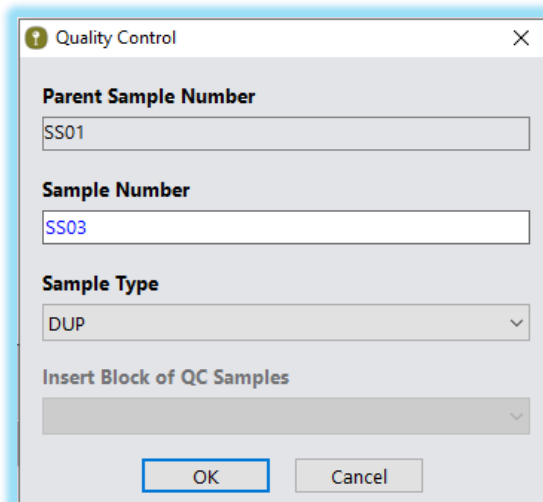 Quality Control
Parent Sample Number
SS01
Sample Number
SS03
Sample Type
DUP
Insert Block of QC Samples
OK Cancel